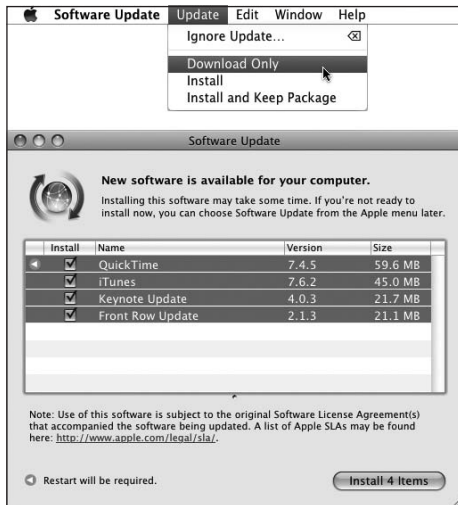 Software Update Update Edit Window Help
Ignore Update...
Download Only
Install
Install and Keep Package
Software Update
New software is available for your computer.
Installing this software may take some time. If you're not ready to
install now, you can choose Software Update from the Apple menu later.
Install Name Version Size
QuickTime 7.4.5 59.6 MB
iTunes 7.6.2 45.0 MB
Keynote Update 4.0.3 21.7 MB
Front Row Update 2.1.3 21.1 MB
Note: Use of this software is subject to the original Software License Agreement(s)
that accompanied the software being updated. A list of Apple SLAs may be found
here: http://www.apple.com/legal/sla/.
Restart will be required.
Install 4 Items